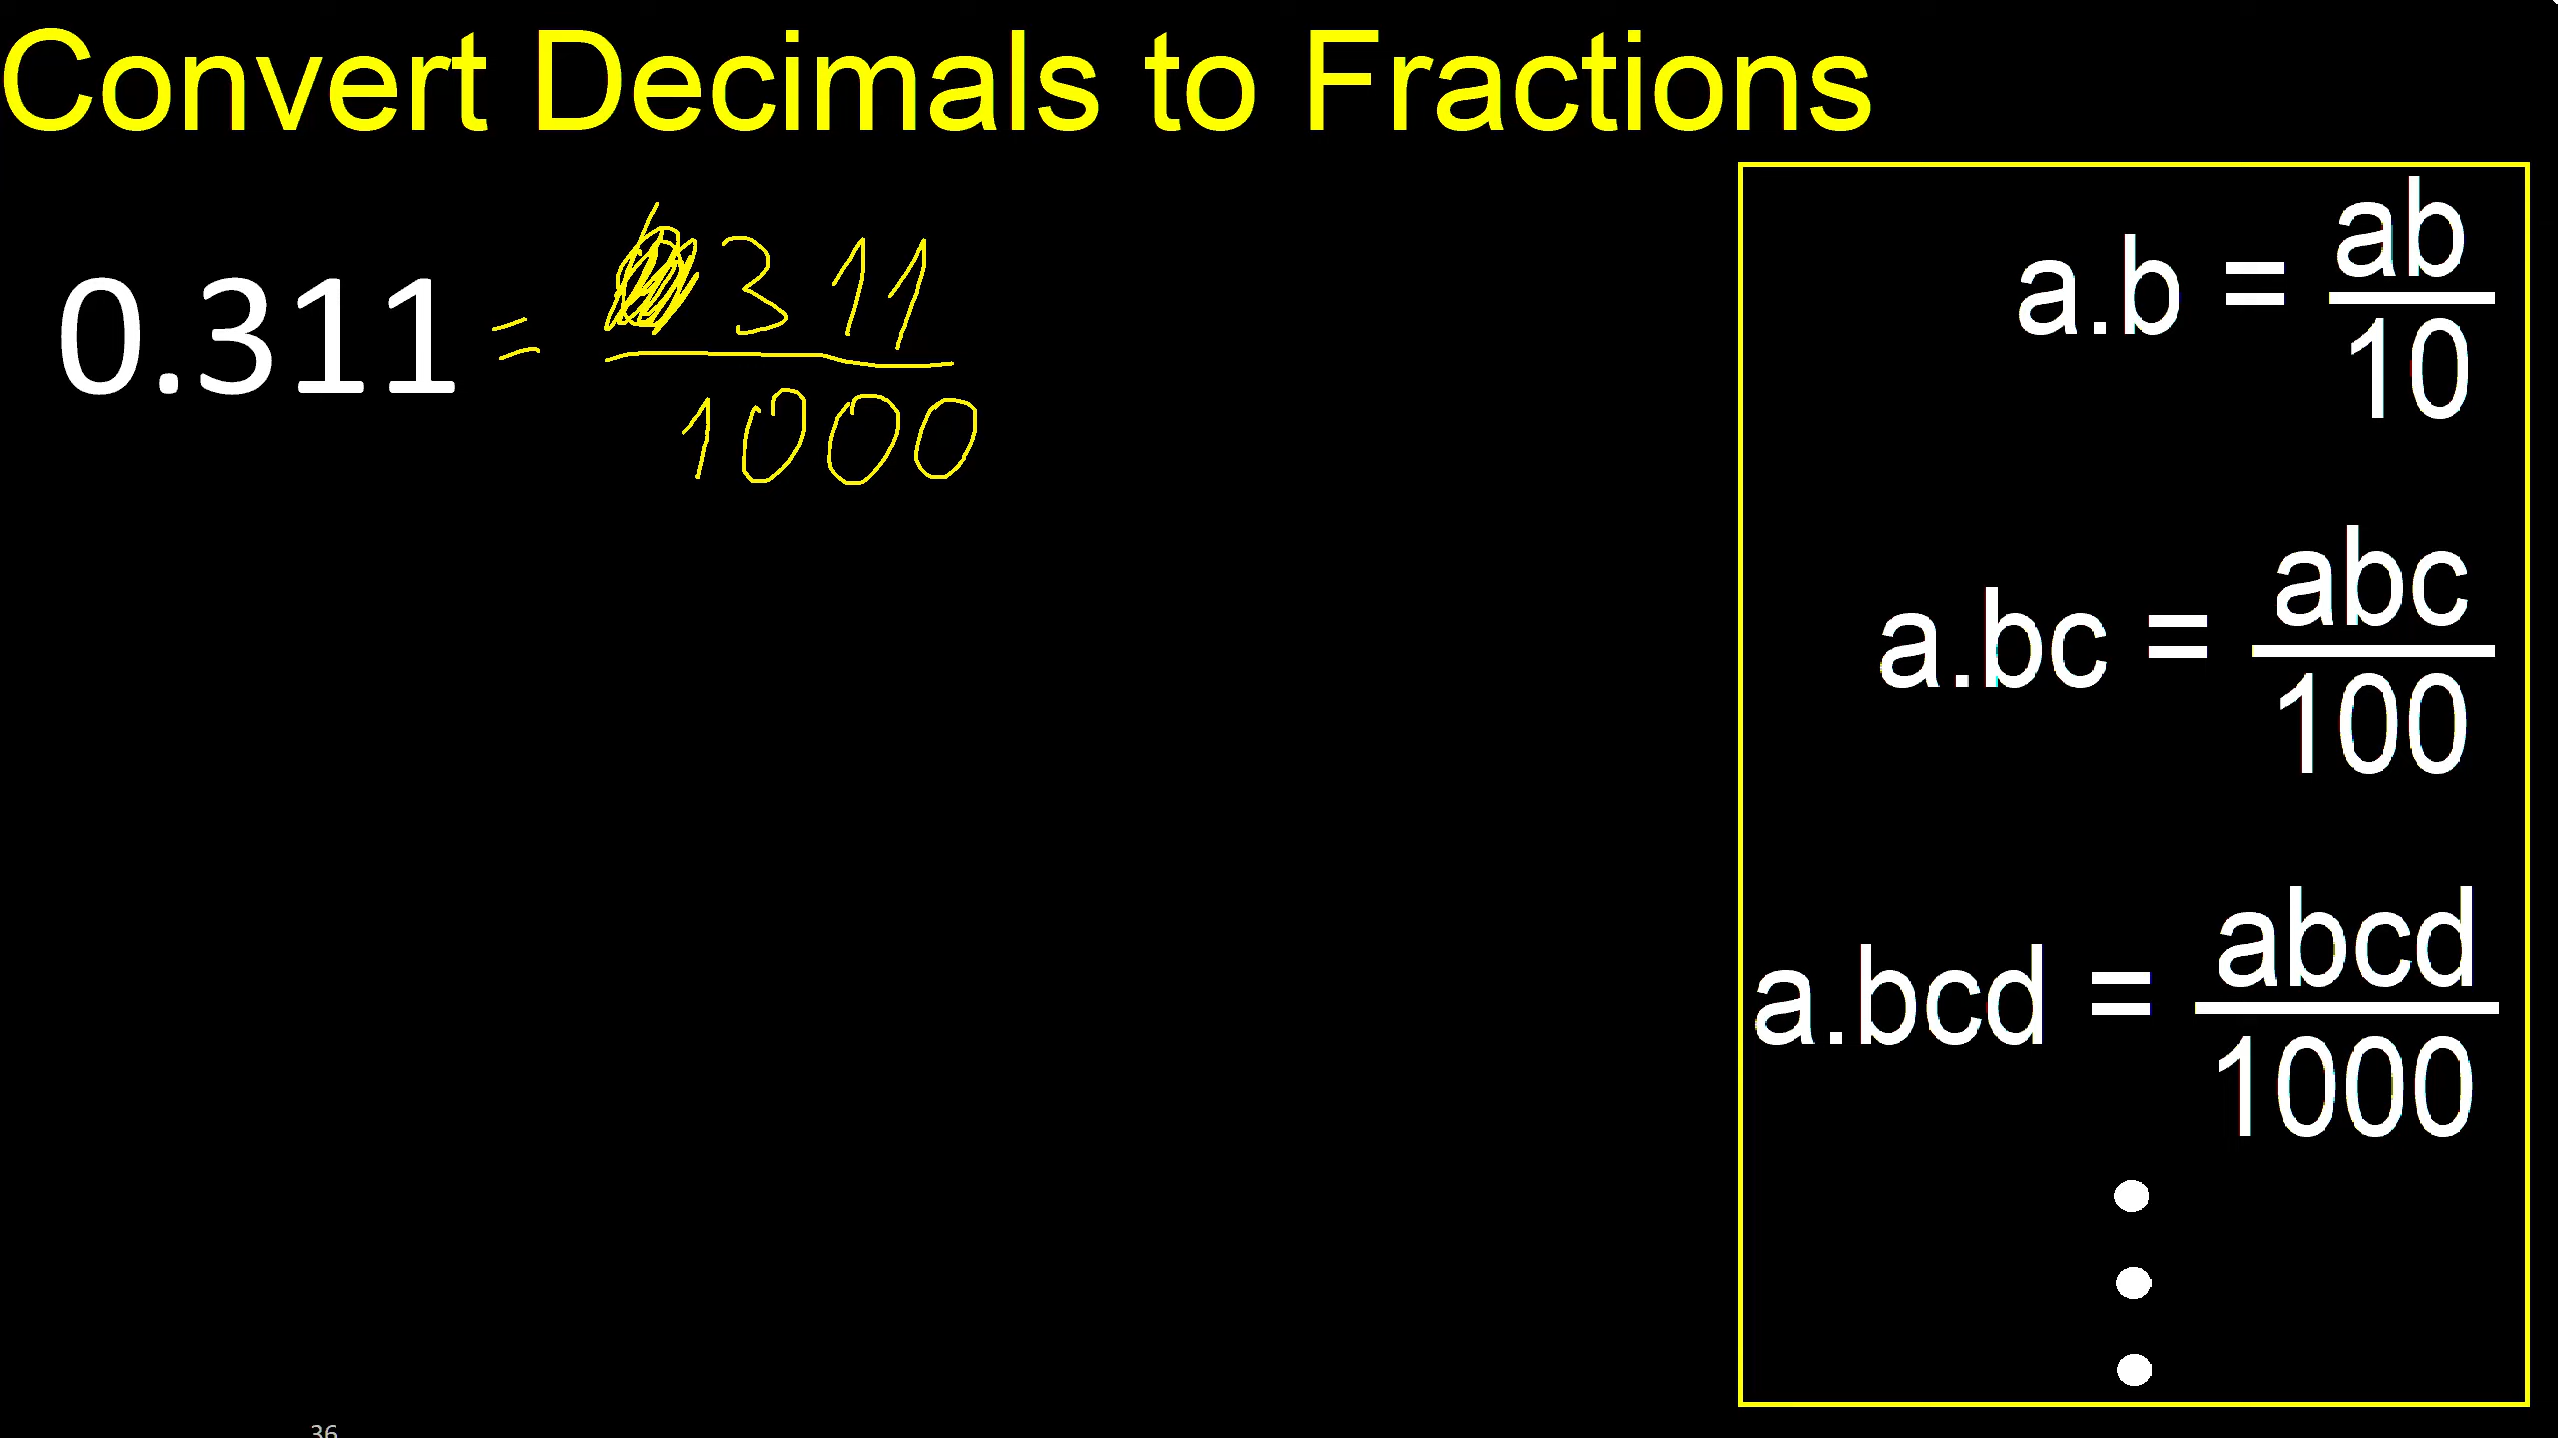 Convert Decimals to Fractions
0.311 = 311/1000
a.b = ab/10
a.bc = abc/100
a.bcd = abcd/1000
36